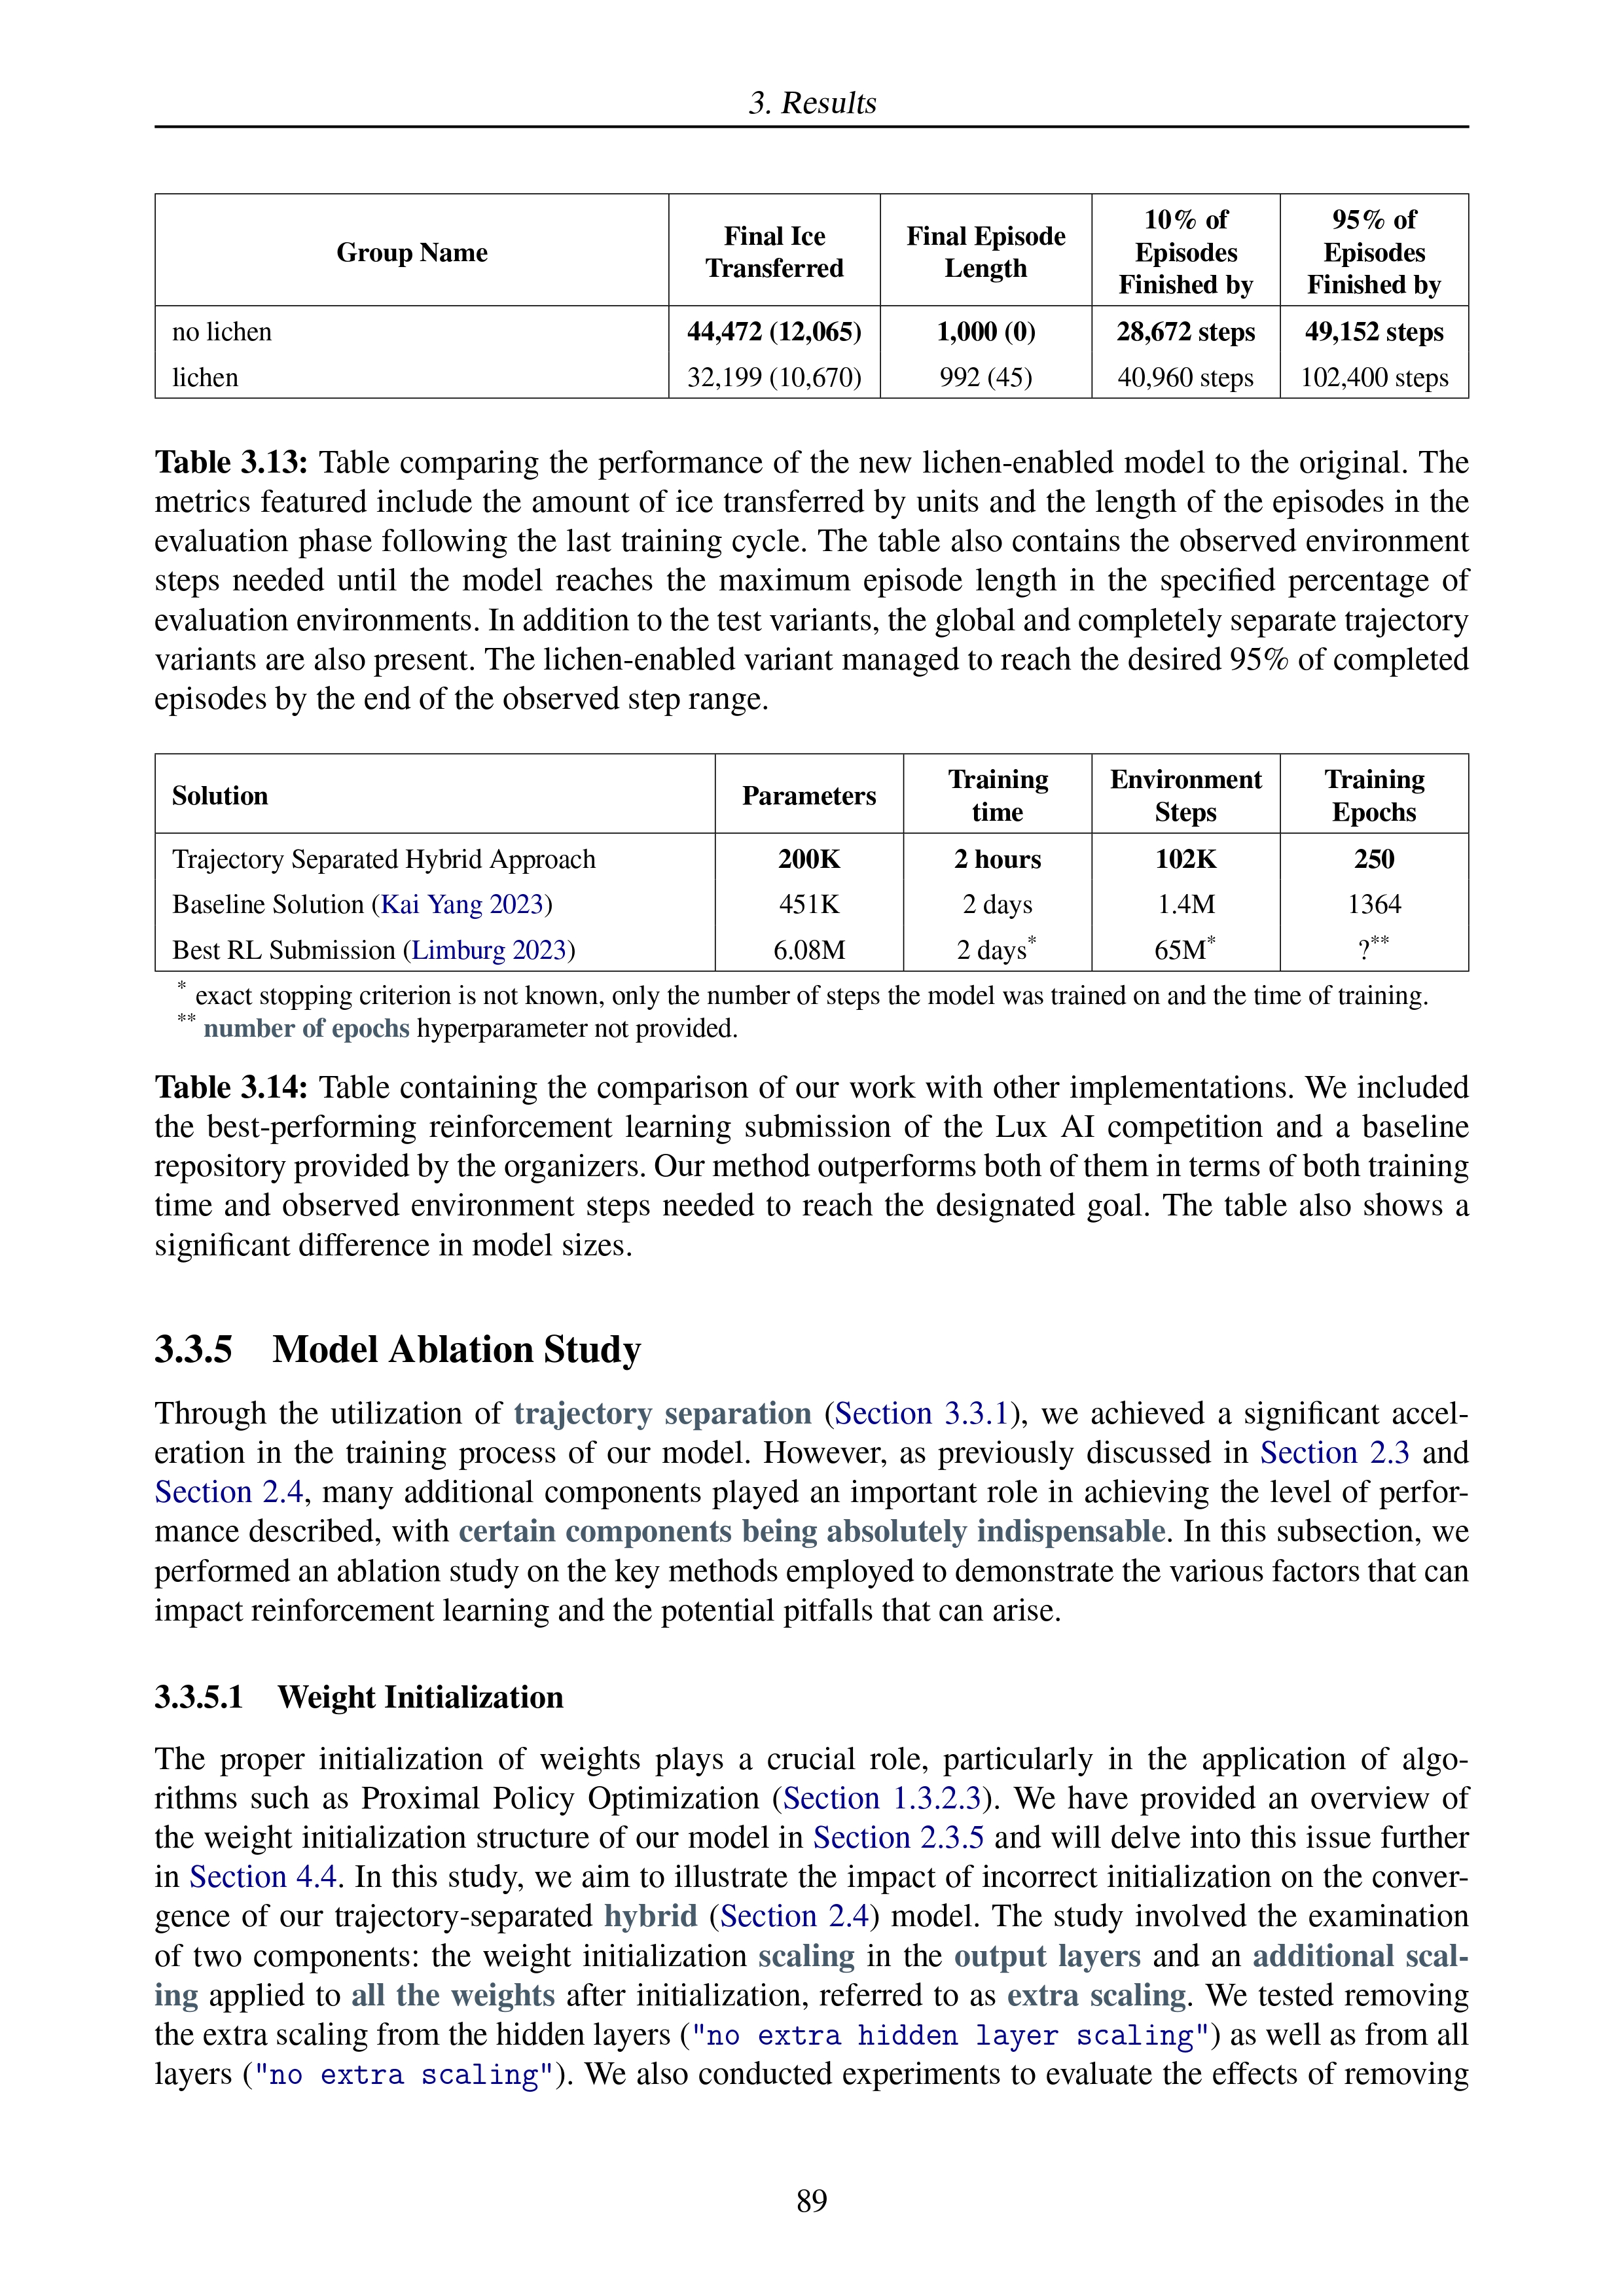 3. Results
Group Name
Final Ice
Transferred
Final Episode
Length
10% of
Episodes
Finished by
95% of
Episodes
Finished by
no lichen 44,472 (12,065) 1,000 (0) 28,672 steps 49,152 steps
lichen 32,199 (10,670) 992 (45) 40,960 steps 102,400 steps
Table 3.13: Table comparing the performance of the new lichen-enabled model to the original. The
metrics featured include the amount of ice transferred by units and the length of the episodes in the
evaluation phase following the last training cycle. The table also contains the observed environment
steps needed until the model reaches the maximum episode length in the specified percentage of
evaluation environments. In addition to the test variants, the global and completely separate trajectory
variants are also present. The lichen-enabled variant managed to reach the desired 95% of completed
episodes by the end of the observed step range.
Solution
Parameters
Training
time
Environment
Steps
Training
Epochs
Trajectory Separated Hybrid Approach 200K 2 hours 102K 250
Baseline Solution (Kai Yang 2023) 451K 2 days 1.4M 1364
Best RL Submission (Limburg 2023) 6.08M 2 days* 65M* ?**
* exact stopping criterion is not known, only the number of steps the model was trained on and the time of training.
** number of epochs hyperparameter not provided.
Table 3.14: Table containing the comparison of our work with other implementations. We included
the best-performing reinforcement learning submission of the Lux AI competition and a baseline
repository provided by the organizers. Our method outperforms both of them in terms of both training
time and observed environment steps needed to reach the designated goal. The table also shows a
significant difference in model sizes.
3.3.5 Model Ablation Study
Through the utilization of trajectory separation (Section 3.3.1), we achieved a significant accel-
eration in the training process of our model. However, as previously discussed in Section 2.3 and
Section 2.4, many additional components played an important role in achieving the level of perfor-
mance described, with certain components being absolutely indispensable. In this subsection, we
performed an ablation study on the key methods employed to demonstrate the various factors that can
impact reinforcement learning and the potential pitfalls that can arise.
3.3.5.1 Weight Initialization
The proper initialization of weights plays a crucial role, particularly in the application of algo-
rithms such as Proximal Policy Optimization (Section 1.3.2.3). We have provided an overview of
the weight initialization structure of our model in Section 2.3.5 and will delve into this issue further
in Section 4.4. In this study, we aim to illustrate the impact of incorrect initialization on the conver-
gence of our trajectory-separated hybrid (Section 2.4) model. The study involved the examination
of two components: the weight initialization scaling in the output layers and an additional scal-
ing applied to all the weights after initialization, referred to as extra scaling. We tested removing
the extra scaling from the hidden layers ("no extra hidden layer scaling") as well as from all
layers ("no extra scaling"). We also conducted experiments to evaluate the effects of removing
89